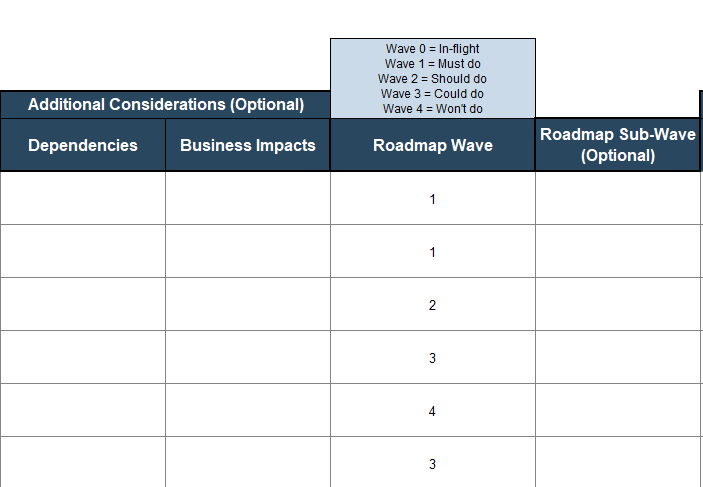 Wave 0 = In-flight
Wave 1 = Must do
Wave 2 = Should do
Wave 3 = Could do
Wave 4 = Won't do
Additional Considerations (Optional)
Dependencies
Business Impacts
Roadmap Wave
Roadmap Sub-Wave
(Optional)
1
1
2
3
4
3